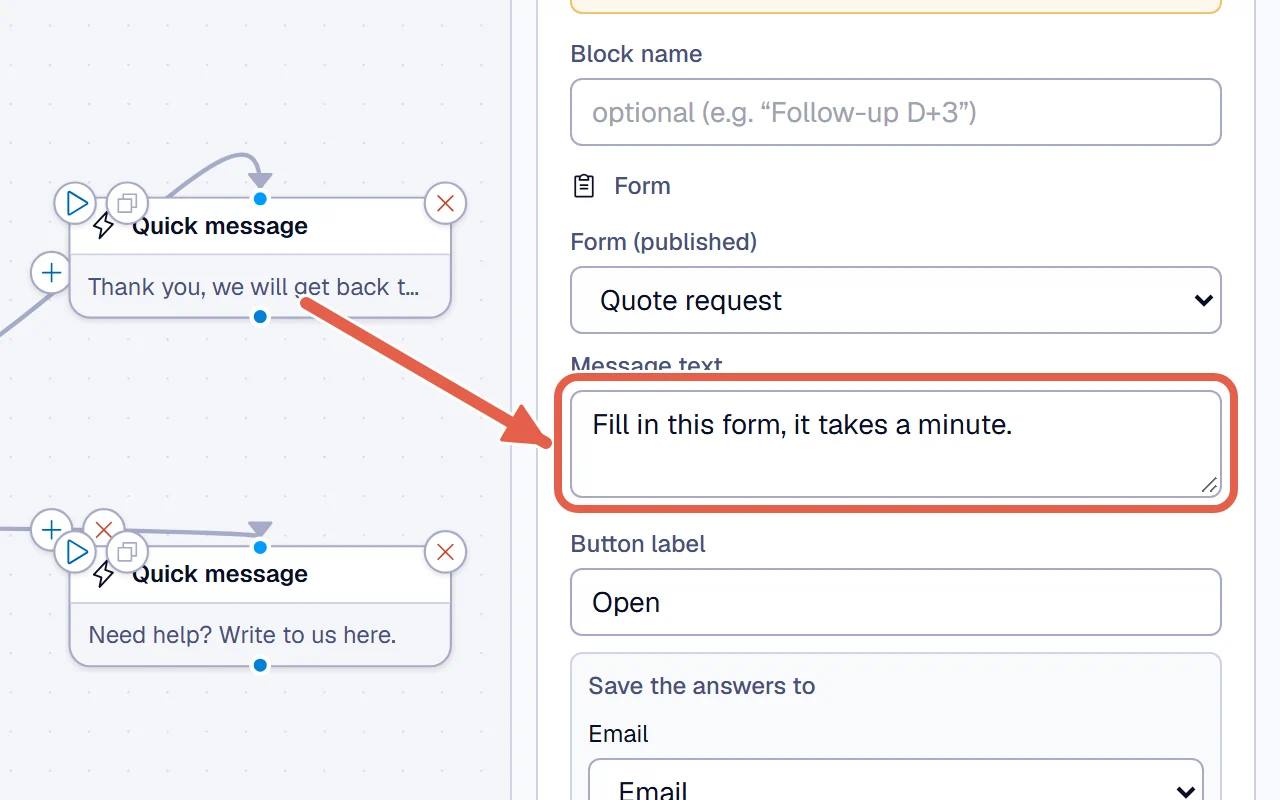 Block name
optional (e.g. “Follow-up D+3”)
Form
Form (published)
Quote request
Message text
Fill in this form, it takes a minute.
Button label
Open
Save the answers to
Email
Email
Quick message
Thank you, we will get back t...
Quick message
Need help? Write to us here.